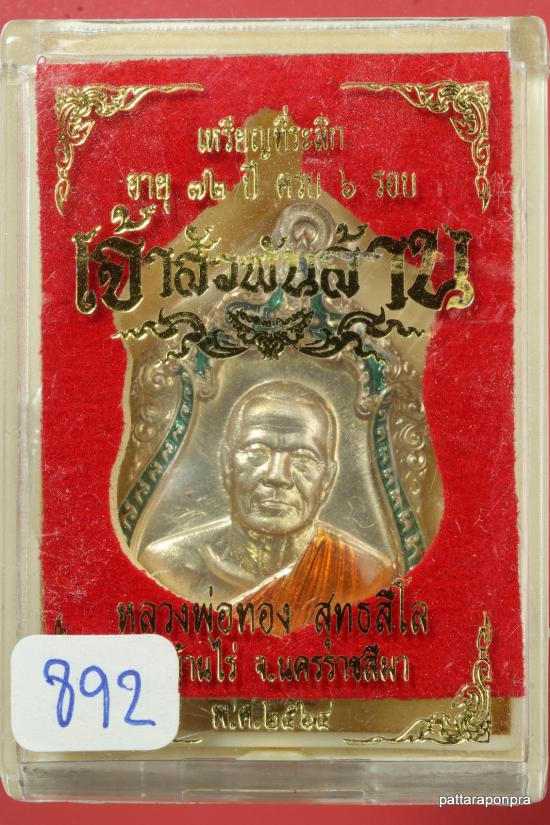 เหรียญที่ระลึก
อายุ ๗๒ ปี ครบ ๖ รอบ
เจ้าสัวพันล้าน
หลวงพ่อทอง สุทธสีโล
้านไร่ จ.นครราชสีมา
พ.ศ.๒๕๖๔
892
pattaraponpra